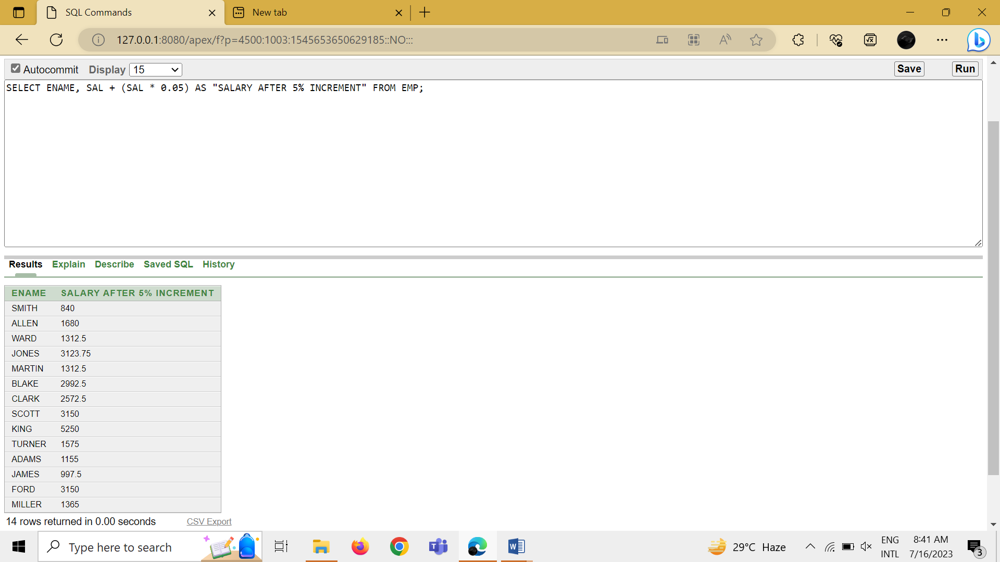 SQL Commands
New tab
127.0.0.1:8080/apex/f?p=4500:1003:1545653650629185::NO:::
Autocommit Display 15 Save Run
SELECT ENAME, SAL + (SAL * 0.05) AS "SALARY AFTER 5% INCREMENT" FROM EMP;
Results Explain Describe Saved SQL History
ENAME SALARY AFTER 5% INCREMENT
SMITH 840
ALLEN 1680
WARD 1312.5
JONES 3123.75
MARTIN 1312.5
BLAKE 2992.5
CLARK 2572.5
SCOTT 3150
KING 5250
TURNER 1575
ADAMS 1155
JAMES 997.5
FORD 3150
MILLER 1365
14 rows returned in 0.00 seconds CSV Export
Type here to search
29°C Haze
ENG
INTL
8:41 AM
7/16/2023
3